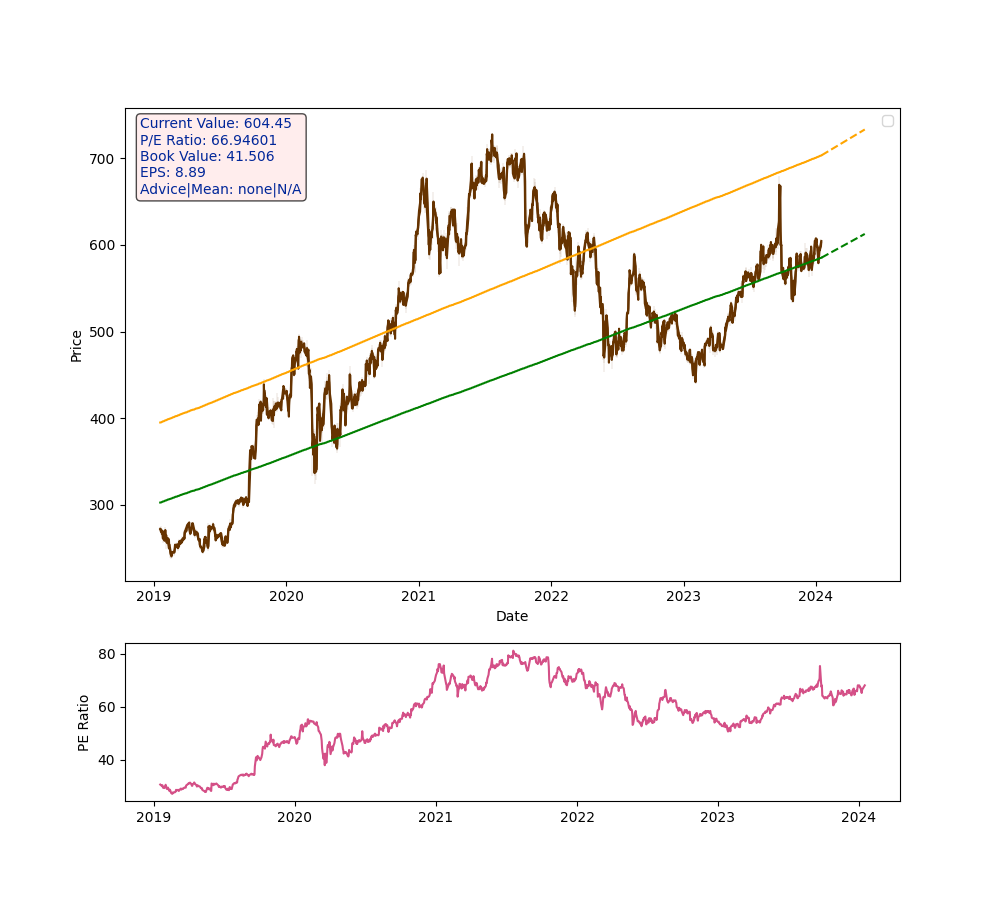 Current Value: 604.45
P/E Ratio: 66.94601
Book Value: 41.506
EPS: 8.89
Advice|Mean: none|N/A
700
600
500
400
300
Price
2019 2020 2021 2022 2023 2024
Date
80
60
40
PE Ratio
2019 2020 2021 2022 2023 2024